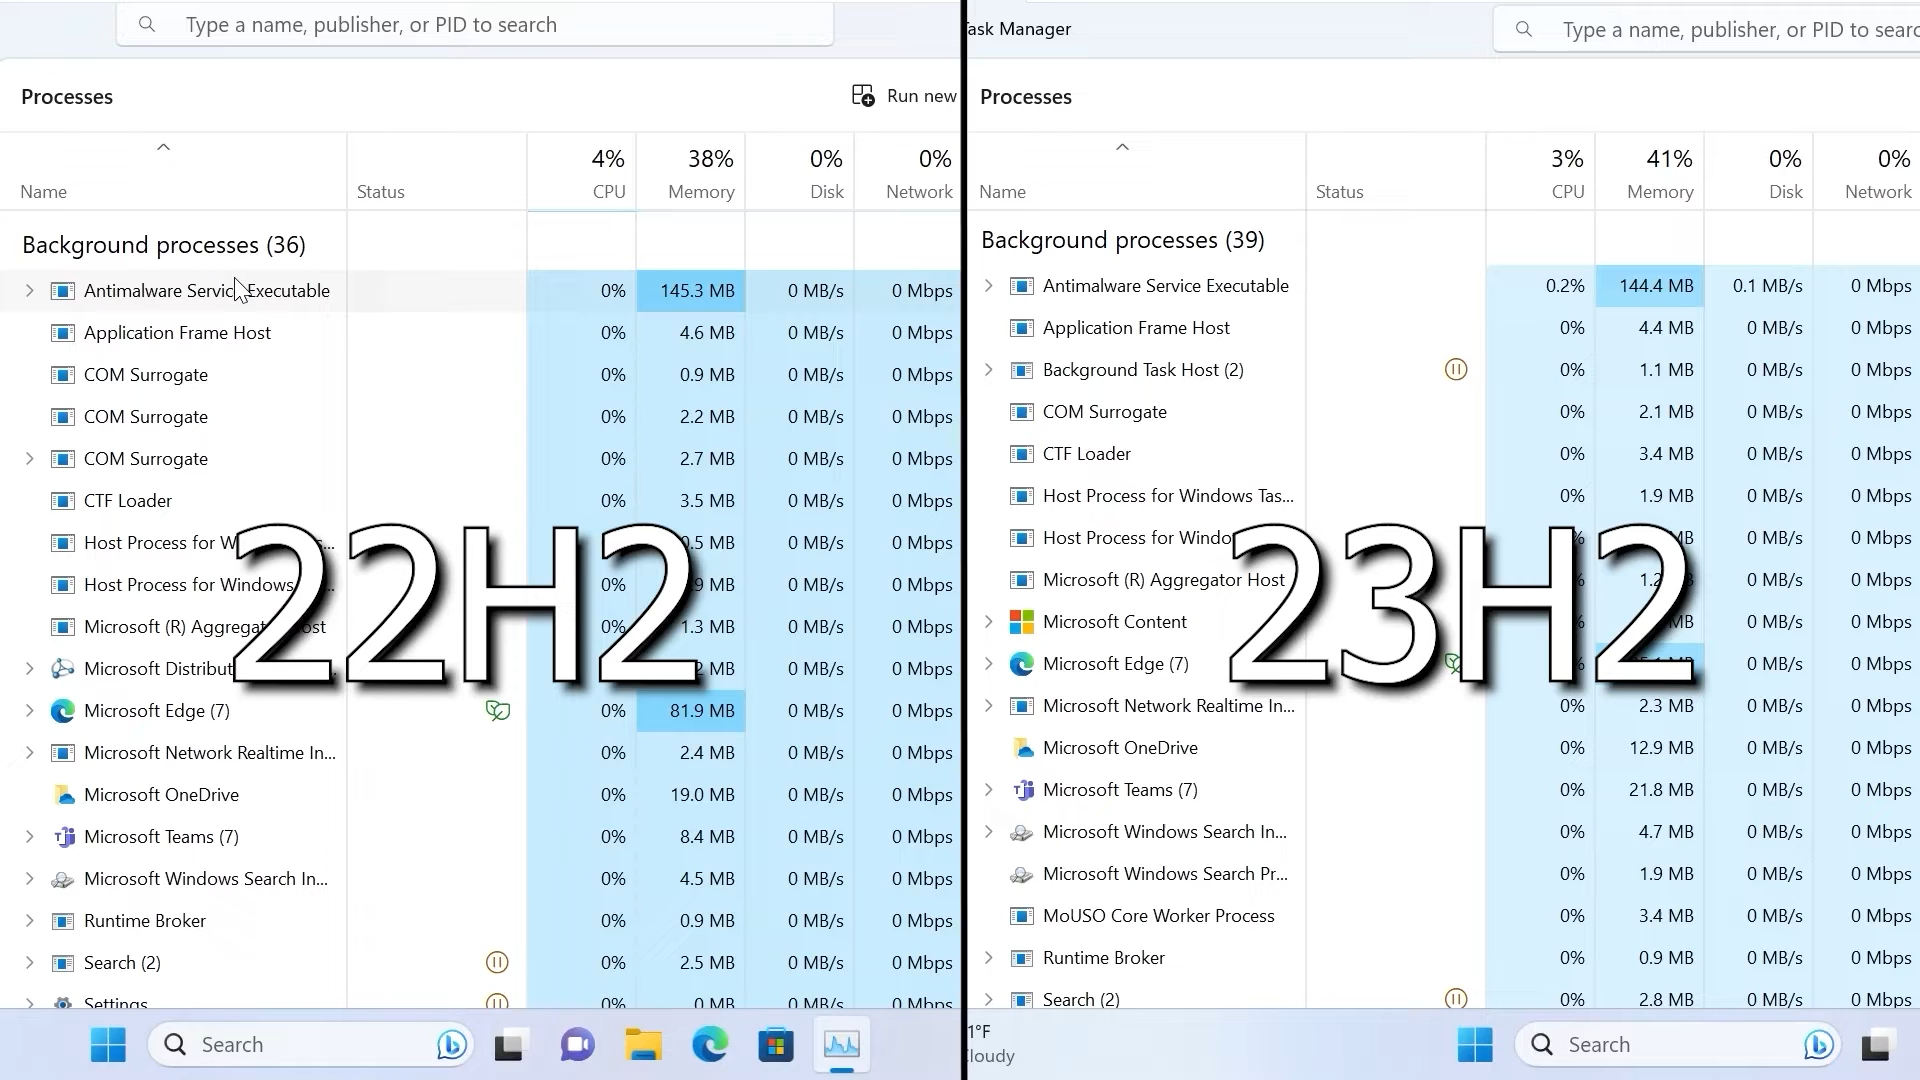 Type a name, publisher, or PID to search
Processes
Run new
4% 38% 0% 0%
Name Status CPU Memory Disk Network
Background processes (36)
Antimalware Service Executable 0% 145.3 MB 0 MB/s 0 Mbps
Application Frame Host 0% 4.6 MB 0 MB/s 0 Mbps
COM Surrogate 0% 0.9 MB 0 MB/s 0 Mbps
COM Surrogate 0% 2.2 MB 0 MB/s 0 Mbps
COM Surrogate 0% 2.7 MB 0 MB/s 0 Mbps
CTF Loader 0% 3.5 MB 0 MB/s 0 Mbps
Host Process for 0% 0 MB/s 0 Mbps
Host Process for Windows 0% 0 MB/s 0 Mbps
Microsoft (R) 0% 1.3 MB 0 MB/s 0 Mbps
Microsoft 0 MB/s 0 Mbps
Microsoft Edge (7) 0% 81.9 MB 0 MB/s 0 Mbps
Microsoft Network Realtime In... 0% 2.4 MB 0 MB/s 0 Mbps
Microsoft OneDrive 0% 19.0 MB 0 MB/s 0 Mbps
Microsoft Teams (7) 0% 8.4 MB 0 MB/s 0 Mbps
Microsoft Windows Search In... 0% 4.5 MB 0 MB/s 0 Mbps
Runtime Broker 0% 0.9 MB 0 MB/s 0 Mbps
Search (2) 0% 2.5 MB 0 MB/s 0 Mbps
Settings 0% 0 MB 0 MB/s 0 Mbps
22H2
Search
ask Manager
Type a name, publisher, or PID to searc
Processes
3% 41% 0% 0%
Name Status CPU Memory Disk Network
Background processes (39)
Antimalware Service Executable 0.2% 144.4 MB 0.1 MB/s 0 Mbps
Application Frame Host 0% 4.4 MB 0 MB/s 0 Mbps
Background Task Host (2) 0% 1.1 MB 0 MB/s 0 Mbps
COM Surrogate 0% 2.1 MB 0 MB/s 0 Mbps
CTF Loader 0% 3.4 MB 0 MB/s 0 Mbps
Host Process for Windows Tas... 0% 1.9 MB 0 MB/s 0 Mbps
Host Process for 0 MB/s 0 Mbps
Microsoft (R) Aggregator Host 0 MB/s 0 Mbps
Microsoft Content 0 MB/s 0 Mbps
Microsoft Edge (7) 0 MB/s 0 Mbps
Microsoft Network Realtime In... 0% 2.3 MB 0 MB/s 0 Mbps
Microsoft OneDrive 0% 12.9 MB 0 MB/s 0 Mbps
Microsoft Teams (7) 0% 21.8 MB 0 MB/s 0 Mbps
Microsoft Windows Search In... 0% 4.7 MB 0 MB/s 0 Mbps
Microsoft Windows Search Pr... 0% 1.9 MB 0 MB/s 0 Mbps
MoUSO Core Worker Process 0% 3.4 MB 0 MB/s 0 Mbps
Runtime Broker 0% 0.9 MB 0 MB/s 0 Mbps
Search (2) 0% 2.8 MB 0 MB/s 0 Mbps
23H2
1°F
loudy
Search